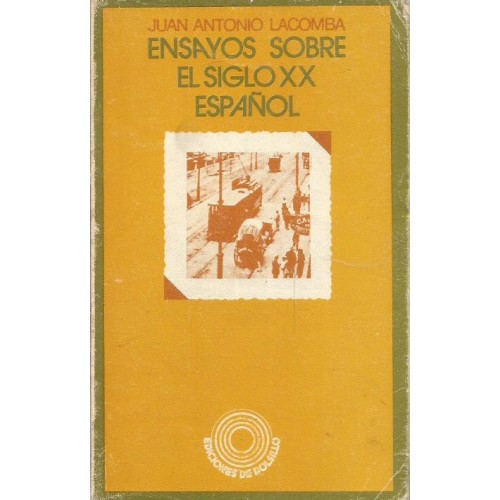 JUAN ANTONIO LACOMBA
ENSAYOS SOBRE
EL SIGLO XX
ESPAÑOL
EDICIONES DE BOLSILLO